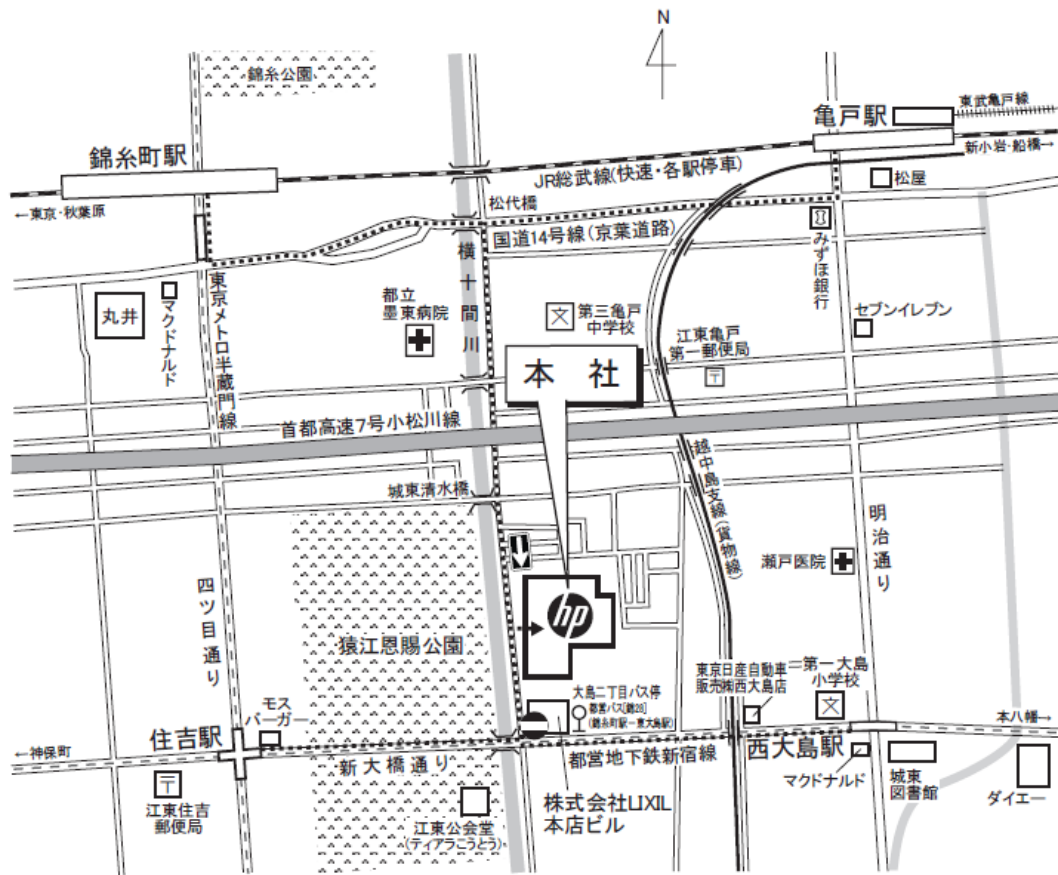 N
錦糸公園
東武亀戸線
亀戸駅
錦糸町駅
新小岩・船橋→
JR総武線(快速・各駅停車)
松屋
←東京・秋葉原
松代橋
国道14号線(京葉道路)
みずほ銀行
横十間川
東京メトロ半蔵門線
マクドナルド
丸井
都立
墨東病院
文
第三亀戸
中学校
セブンイレブン
江東亀戸
第一郵便局
〒
本 社
首都高速7号小松川線
越中島支線(貨物線)
城東清水橋
明治通り
瀬戸医院
四ツ目通り
hp
猿江恩賜公園
東京日産自動車
販売㈱西大島店
第一大島
小学校
文
大島二丁目バス停
都営バス[錦28]
(錦糸町駅ー東大島駅)
モス
バーガー
住吉駅
←神保町
本八幡→
新大橋通り
都営地下鉄新宿線
西大島駅
マクドナルド
城東
図書館
ダイエー
〒
江東住吉
郵便局
江東公会堂
(ティアラこうとう)
株式会社LIXIL
本店ビル